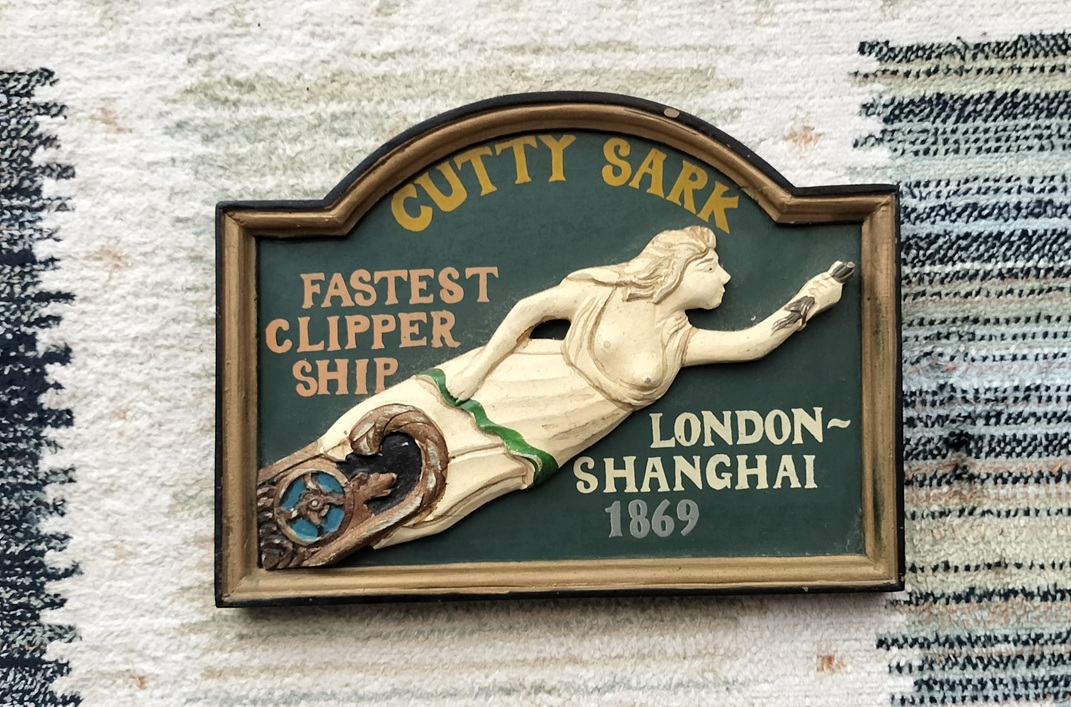 CUTTY SARK
FASTEST
CLIPPER
SHIP
LONDON~
SHANGHAI
1869